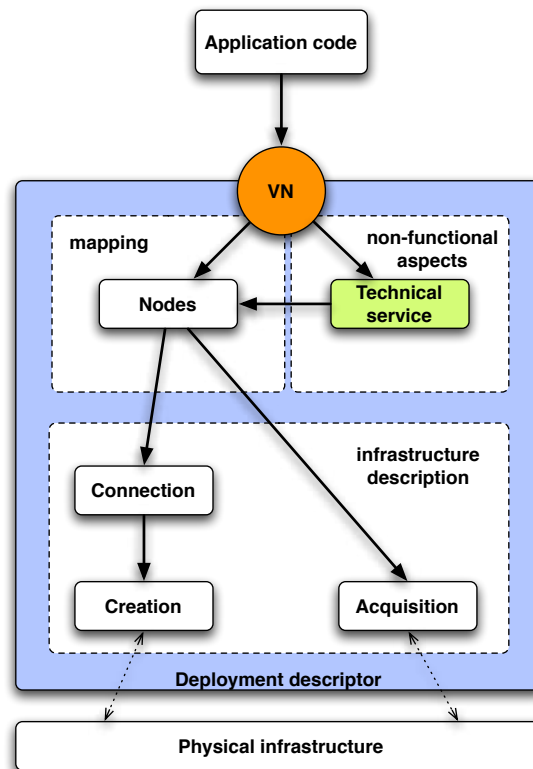 Application code
VN
mapping
non-functional
aspects
Nodes
Technical
service
infrastructure
description
Connection
Creation
Acquisition
Deployment descriptor
Physical infrastructure